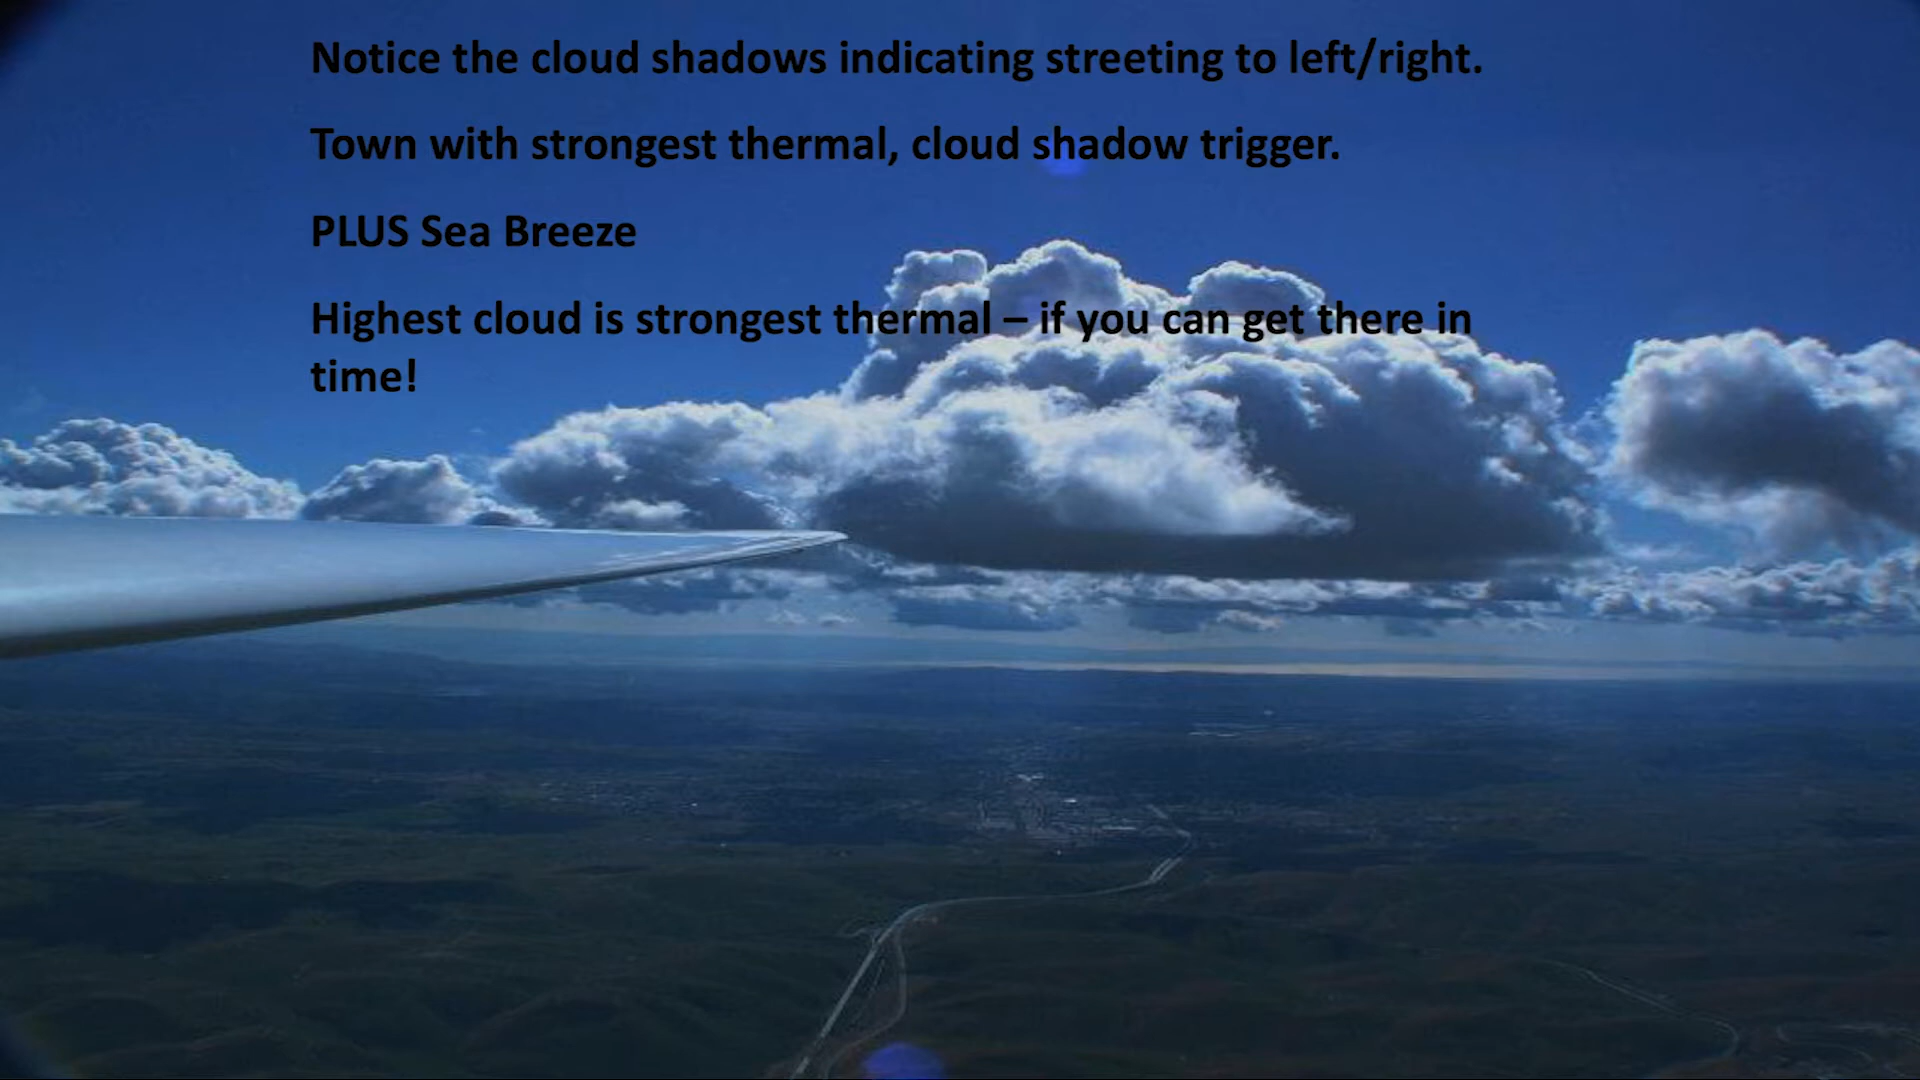 Notice the cloud shadows indicating streeting to left/right.
Town with strongest thermal, cloud shadow trigger.
PLUS Sea Breeze
Highest cloud is strongest thermal – if you can get there in
time!